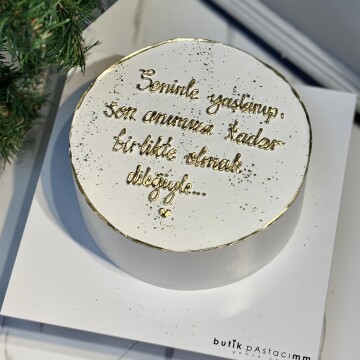 Seninle yaşlanıp,
son anımıza kadar
birlikte olmak
dileğiyle...
butik pAstacımm